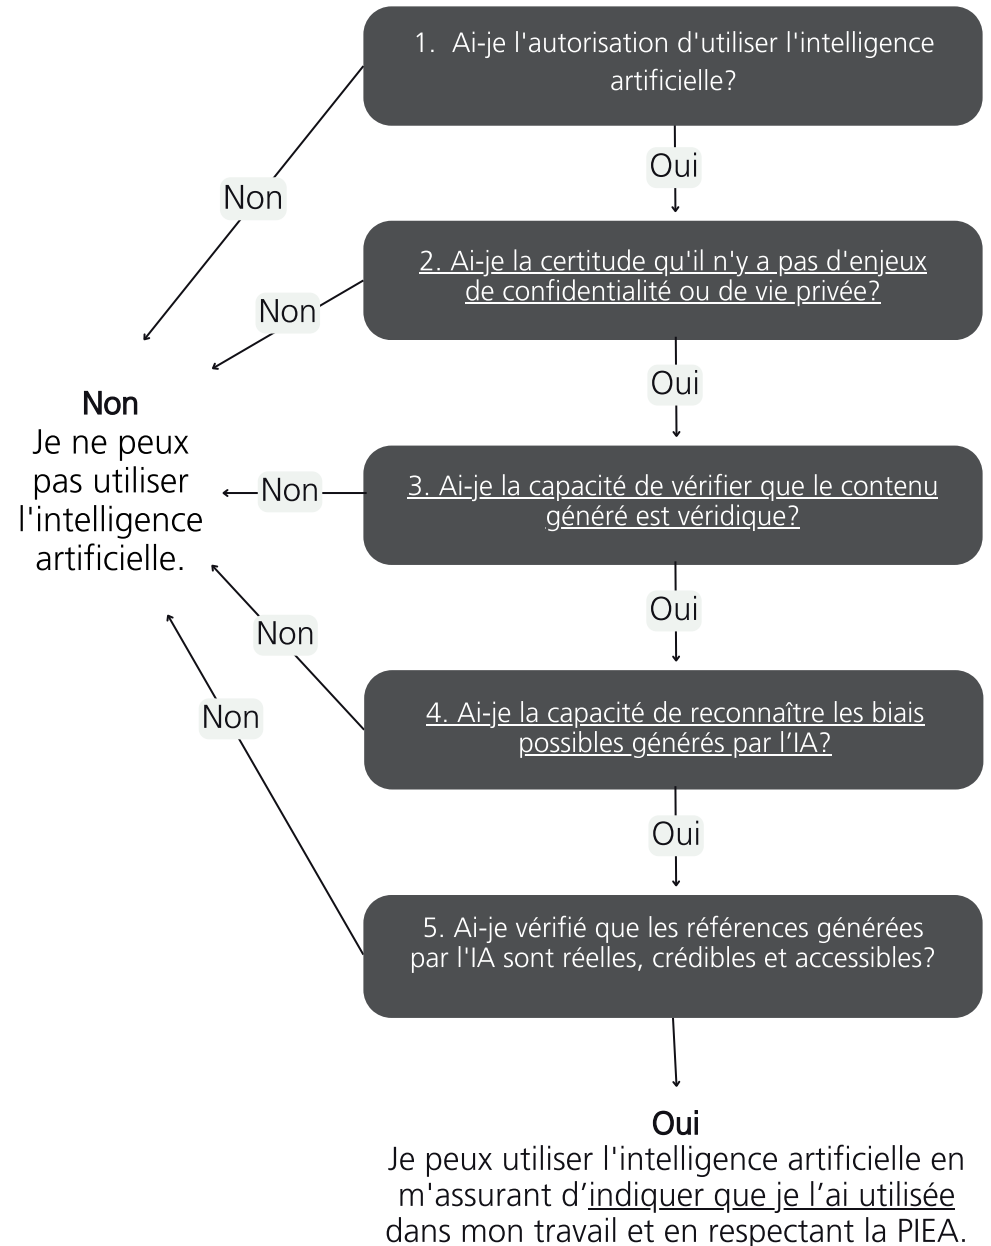 1. Ai-je l'autorisation d'utiliser l'intelligence
artificielle?
Oui
Non
2. Ai-je la certitude qu'il n'y a pas d'enjeux
de confidentialité ou de vie privée?
Non
Oui
Non
Je ne peux
pas utiliser
l'intelligence
artificielle.
3. Ai-je la capacité de vérifier que le contenu
généré est véridique?
Non
Oui
Non
4. Ai-je la capacité de reconnaître les biais
possibles générés par l’IA?
Non
Oui
5. Ai-je vérifié que les références générées
par l'IA sont réelles, crédibles et accessibles?
Oui
Je peux utiliser l'intelligence artificielle en
m'assurant d’indiquer que je l’ai utilisée
dans mon travail et en respectant la PIEA.